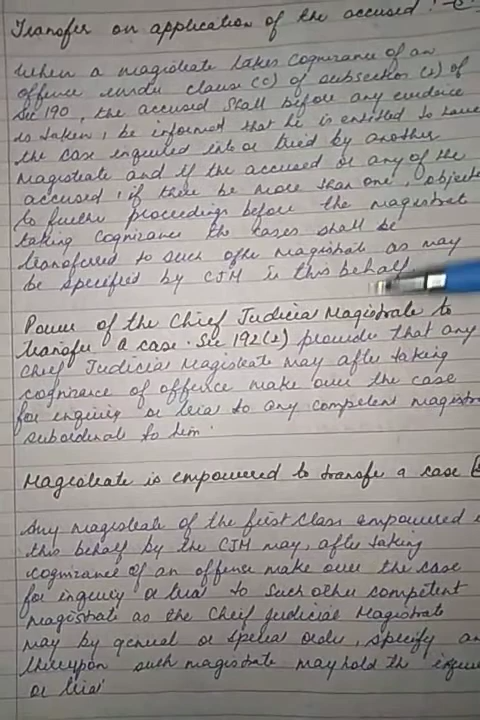 Transfer on application of the accused :-
When a magistrate takes Cognizance of an
offence under clause (c) of subsection (1) of
Sec 190, the accused Shall before any evidence
is taken, be informed that he is entitled to have
the case enquired into or tried by another
Magistrate and if the accused or any of the
accused, if there be more than one, objects
to further proceedings before the magistrat
taking cognizance the cases shall be
transferred to such other magistrate as may
be specified by CJM in this behalf
Power of the Chief Judicial Magistrate to
transfer a case. Sec 192(1) provides that any
Chief Judicial Magistrate may after taking
cognizance of offence make over the case
for inquiry or trial to any competent magistra
subordinate to him.
Magistrate is empowered to transfer a case
Any magistrate of the first Class empowered
this behalf by the CJM may, after taking
cognizance of an offense make over the case
for inquiry or trial to such other competent
magistrate as the Cheif Judicial Magistrate
may by general or special order, specify an
thereupon such magistrate may hold the inquir
or trial